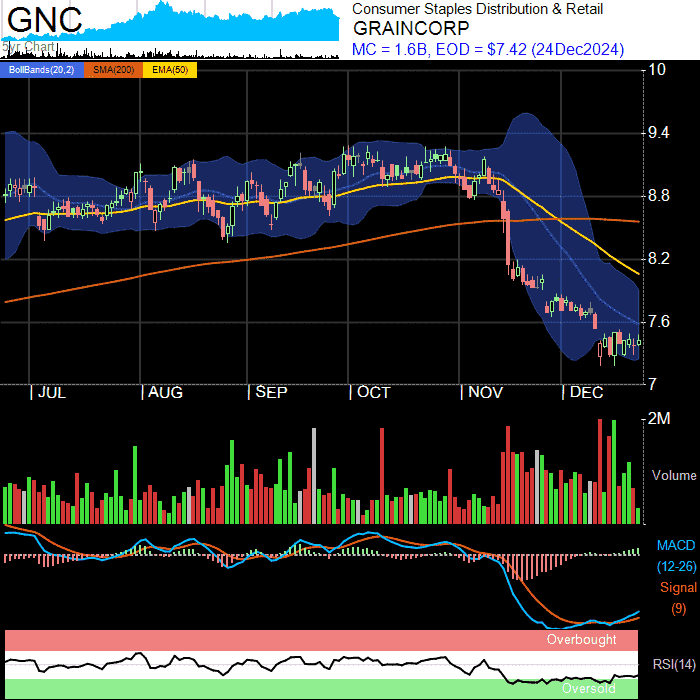 GNC
Consumer Staples Distribution & Retail
GRAINCORP
5yr Chart
MC = 1.6B, EOD = $7.42 (24Dec2024)
BollBands(20,2) SMA(200) EMA(50)
10
9.4
8.8
8.2
7.6
7
JUL AUG SEP OCT NOV DEC
2M
Volume
MACD
(12-26)
Signal
(9)
Overbought
RSI(14)
Oversold